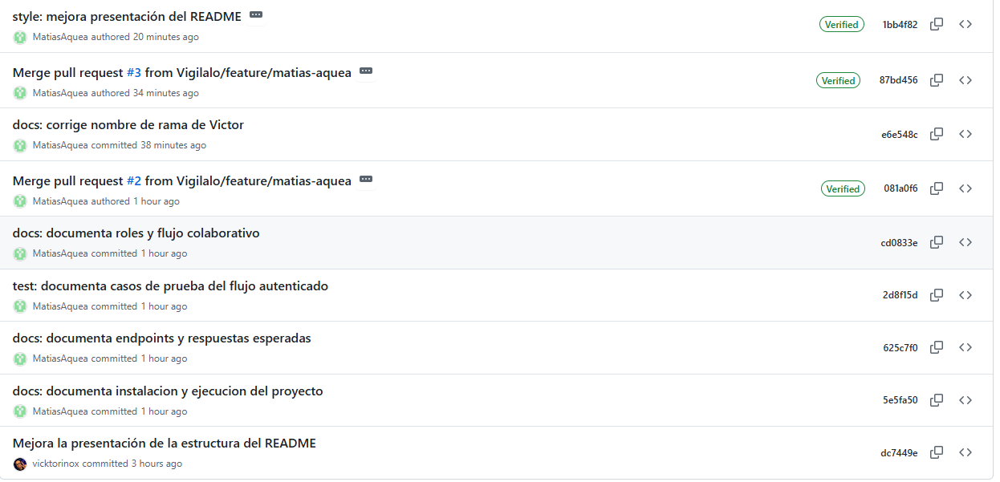 style: mejora presentación del README
MatiasAquea authored 20 minutes ago
Verified 1bb4f82
Merge pull request #3 from Vigilalo/feature/matias-aquea
MatiasAquea authored 34 minutes ago
Verified 87bd456
docs: corrige nombre de rama de Victor
MatiasAquea committed 38 minutes ago
e6e548c
Merge pull request #2 from Vigilalo/feature/matias-aquea
MatiasAquea authored 1 hour ago
Verified 081a0f6
docs: documenta roles y flujo colaborativo
MatiasAquea committed 1 hour ago
cd0833e
test: documenta casos de prueba del flujo autenticado
MatiasAquea committed 1 hour ago
2d8f15d
docs: documenta endpoints y respuestas esperadas
MatiasAquea committed 1 hour ago
625c7f0
docs: documenta instalacion y ejecucion del proyecto
MatiasAquea committed 1 hour ago
5e5fa50
Mejora la presentación de la estructura del README
vicktorinox committed 3 hours ago
dc7449e